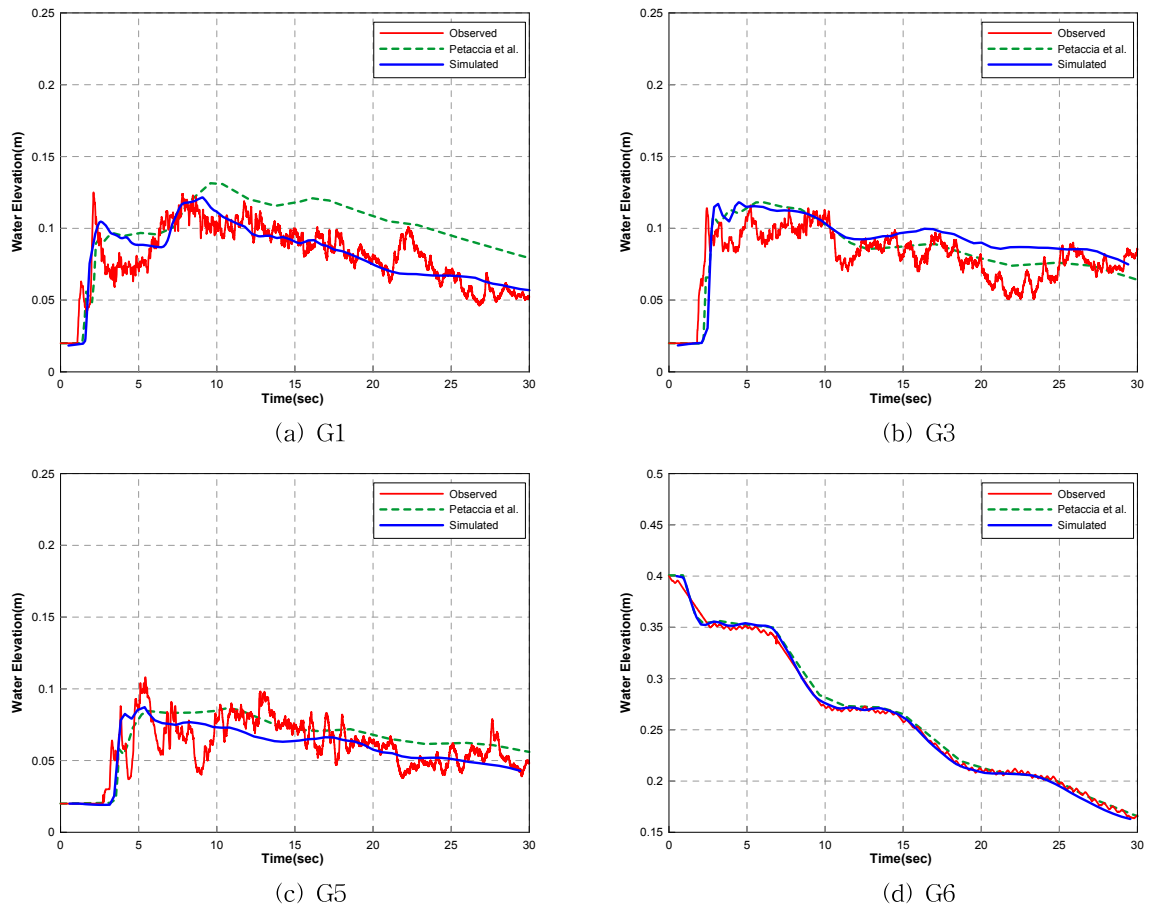 0.25
0.2
0.15
0.1
0.05
0
Water Elevation(m)
Observed
Petaccia et al.
Simulated
0 5 10 15 20 25 30
Time(sec)
(a) G1
0.25
0.2
0.15
0.1
0.05
0
Water Elevation(m)
Observed
Petaccia et al.
Simulated
0 5 10 15 20 25 30
Time(sec)
(b) G3
0.25
0.2
0.15
0.1
0.05
0
Water Elevation(m)
Observed
Petaccia et al.
Simulated
0 5 10 15 20 25 30
Time(sec)
(c) G5
0.5
0.45
0.4
0.35
0.3
0.25
0.2
0.15
Water Elevation(m)
Observed
Petaccia et al.
Simulated
0 5 10 15 20 25 30
Time(sec)
(d) G6